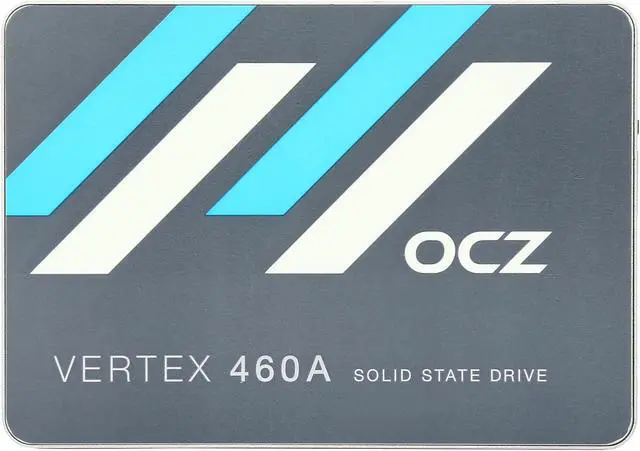 OCZ
VERTEX 460A SOLID STATE DRIVE